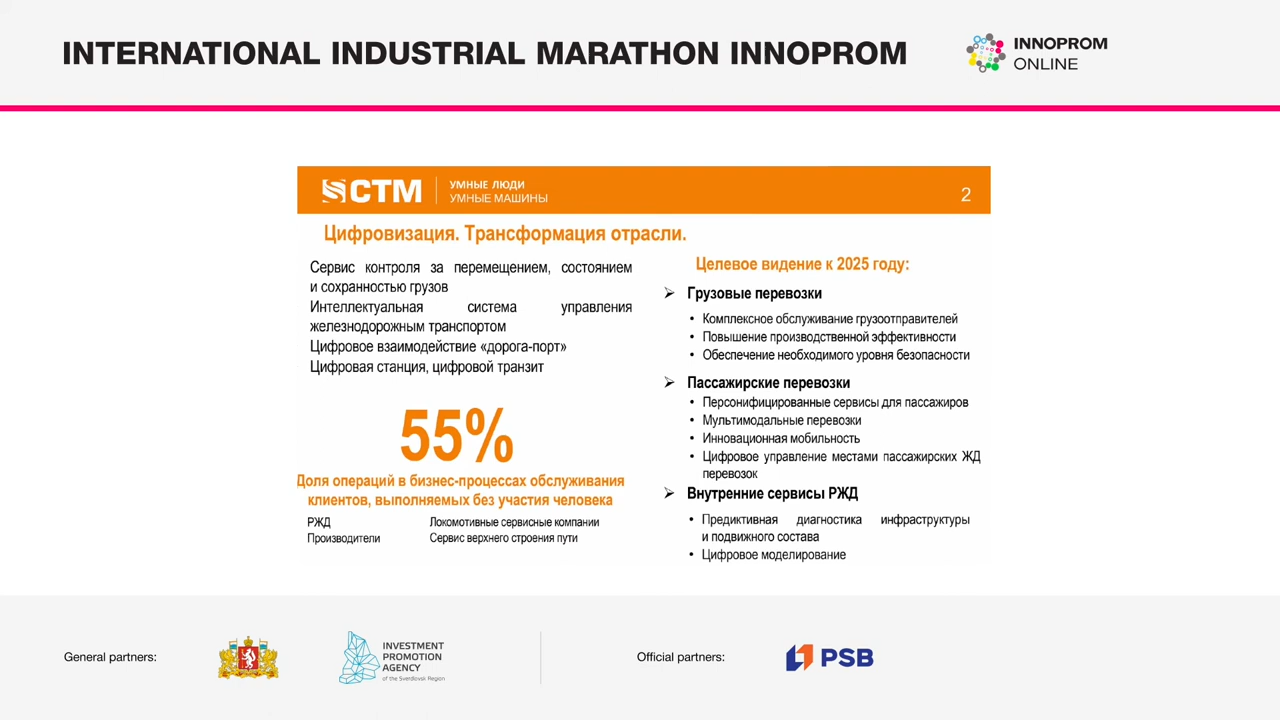 INTERNATIONAL INDUSTRIAL MARATHON INNOPROM
INNOPROM
ONLINE
СТМ
УМНЫЕ ЛЮДИ
УМНЫЕ МАШИНЫ
2
Цифровизация. Трансформация отрасли.
Сервис контроля за перемещением, состоянием
и сохранностью грузов
Интеллектуальная система управления
железнодорожным транспортом
Цифровое взаимодействие «дорога-порт»
Цифровая станция, цифровой транзит
55%
Доля операций в бизнес-процессах обслуживания
клиентов, выполняемых без участия человека
РЖД Локомотивные сервисные компании
Производители Сервис верхнего строения пути
Целевое видение к 2025 году:
➢ Грузовые перевозки
• Комплексное обслуживание грузоотправителей
• Повышение производственной эффективности
• Обеспечение необходимого уровня безопасности
➢ Пассажирские перевозки
• Персонифицированные сервисы для пассажиров
• Мультимодальные перевозки
• Инновационная мобильность
• Цифровое управление местами пассажирских ЖД
перевозок
➢ Внутренние сервисы РЖД
• Предиктивная диагностика инфраструктуры
и подвижного состава
• Цифровое моделирование
General partners:
INVESTMENT
PROMOTION
AGENCY
of the Sverdlovsk Region
Official partners:
PSB